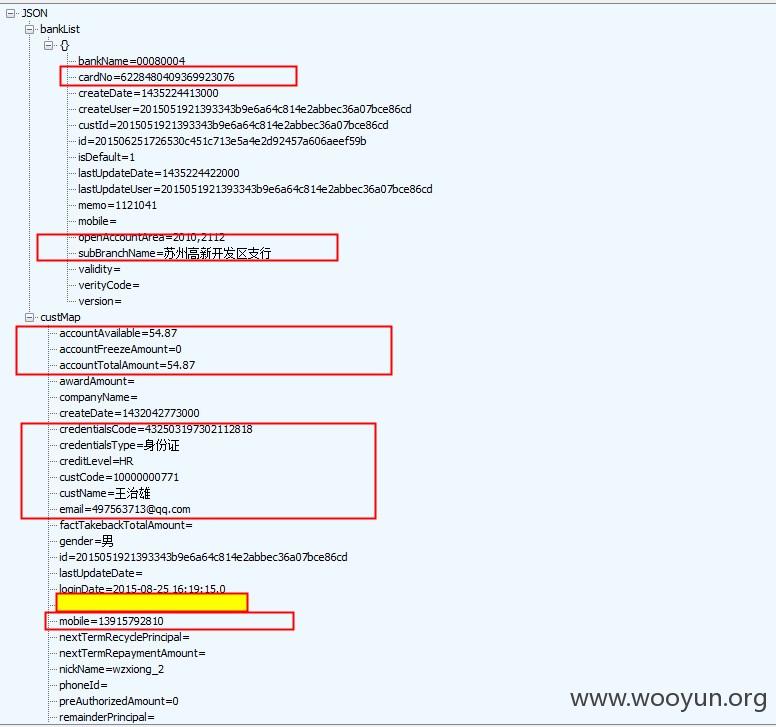 JSON
bankList
{}
bankName=00080004
cardNo=6228480409369923076
createDate=1435224413000
createUser=2015051921393343b9e6a64c814e2abbec36a07bce86cd
custId=2015051921393343b9e6a64c814e2abbec36a07bce86cd
id=201506251726530c451c713e5a4e2d92457a606aeef59b
isDefault=1
lastUpdateDate=1435224422000
lastUpdateUser=2015051921393343b9e6a64c814e2abbec36a07bce86cd
memo=1121041
mobile=
openAccountArea=2010,2112
subBranchName=苏州高新开发区支行
validity=
verityCode=
version=
custMap
accountAvailable=54.87
accountFreezeAmount=0
accountTotalAmount=54.87
awardAmount=
companyName=
createDate=1432042773000
credentialsCode=432503197302112818
credentialsType=身份证
creditLevel=HR
custCode=10000000771
custName=王治雄
email=497563713@qq.com
factTakebackTotalAmount=
gender=男
id=2015051921393343b9e6a64c814e2abbec36a07bce86cd
lastUpdateDate=
loginDate=2015-08-25 16:19:15.0
mobile=13915792810
nextTermRecyclePrincipal=
nextTermRepaymentAmount=
nickName=wzxiong_2
phoneId=
preAuthorizedAmount=0
remainderPrincipal=
www.wooyun.org